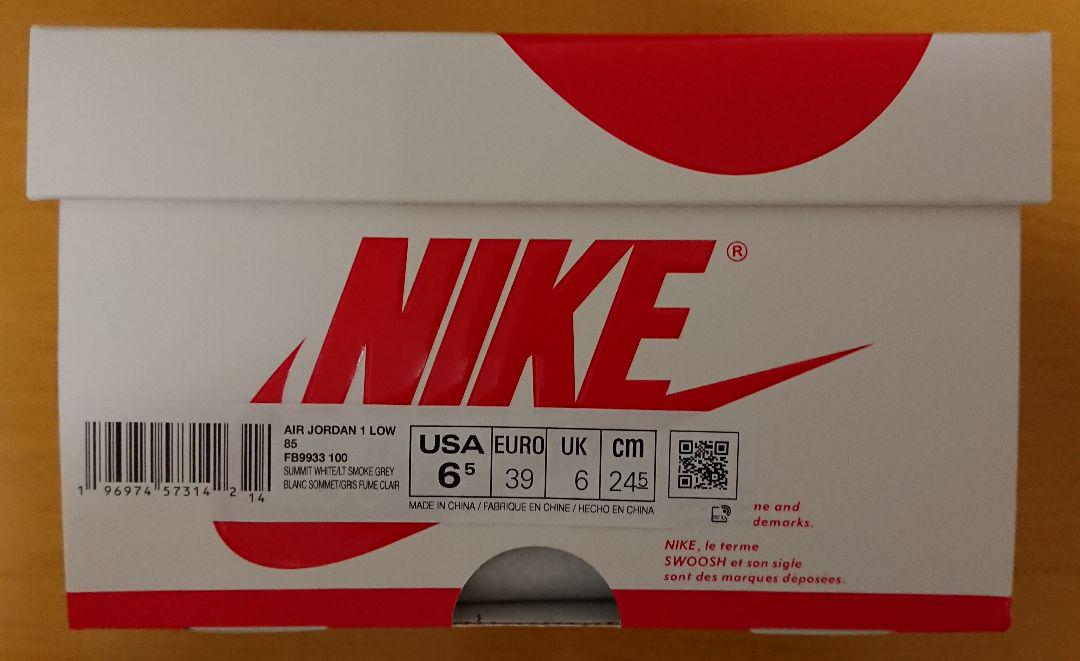 NIKE®
AIR JORDAN 1 LOW
85
FB9933 100
SUMMIT WHITE/LT SMOKE GREY
BLANC SOMMET/GRIS FUME CLAIR
1 96974 57314 2 14
USA EURO UK cm
6⁵ 39 6 24⁵
MADE IN CHINA / FABRIQUE EN CHINE / HECHO EN CHINA
ne and
demarks.
NIKE, le terme
SWOOSH et son sigle
sont des marques déposées.